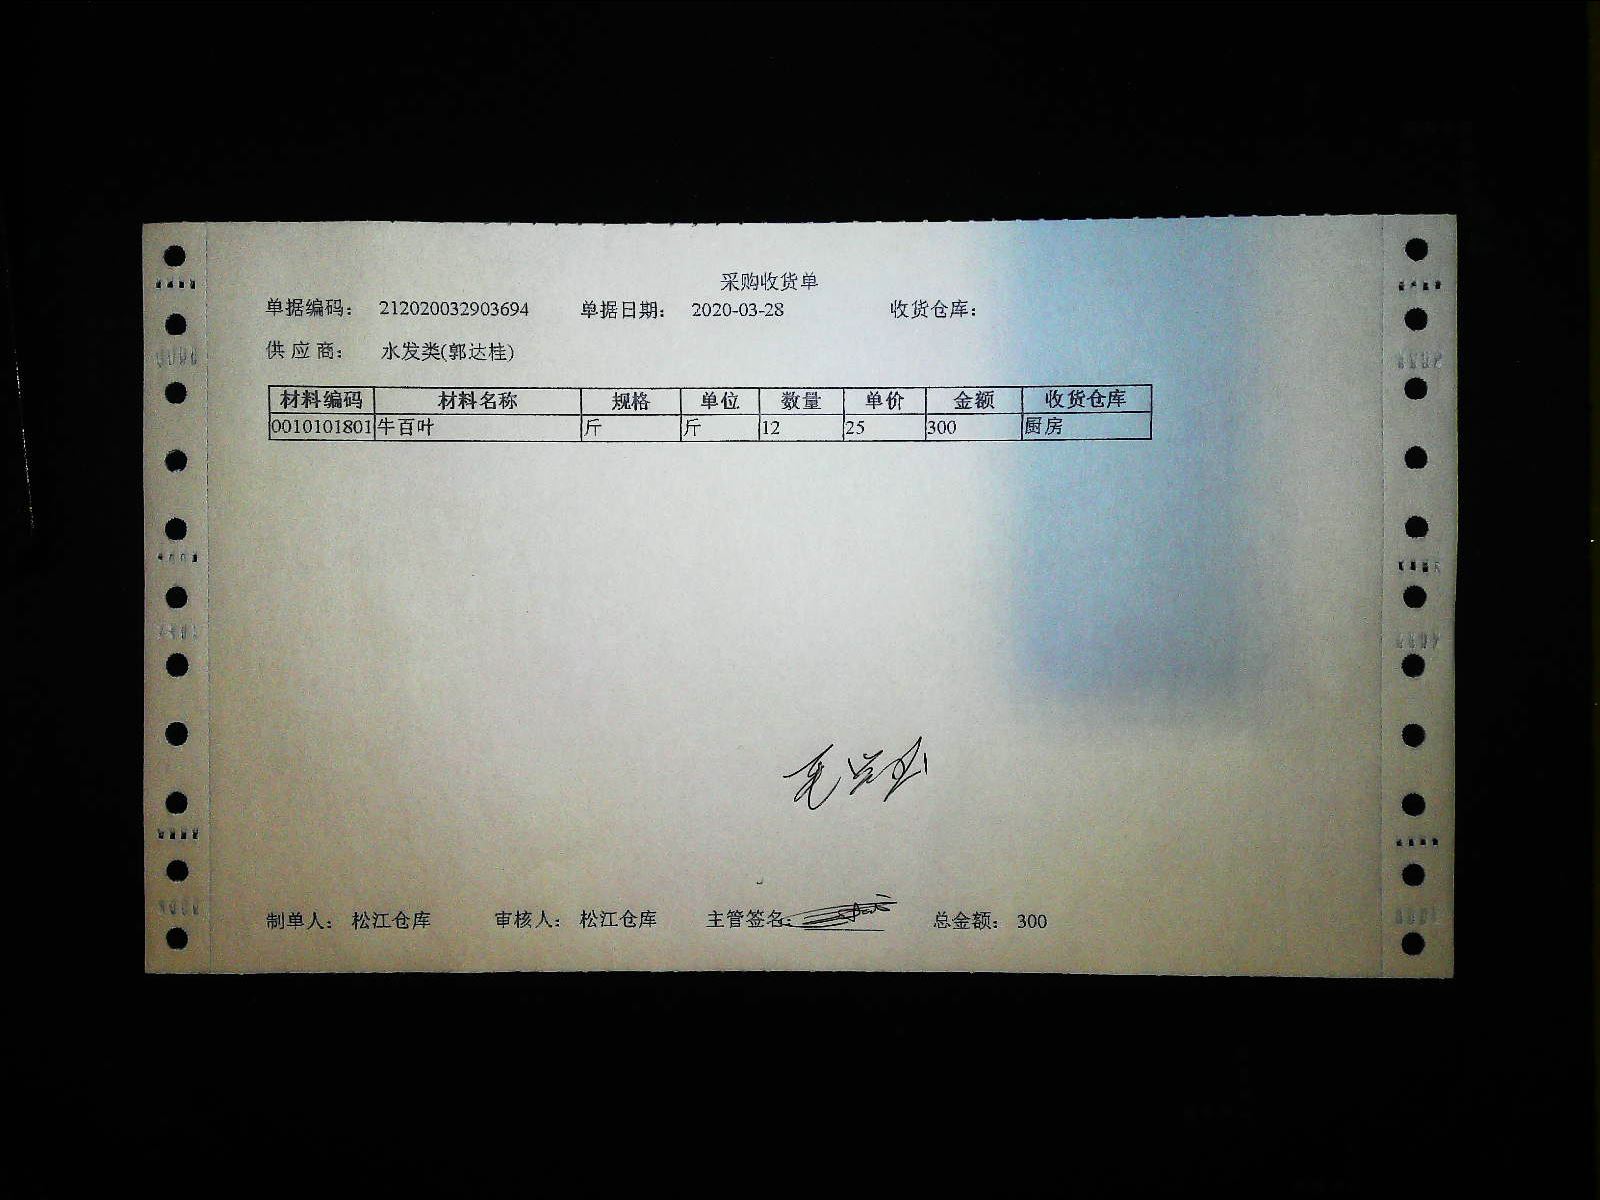 采购收货单
单据编码： 212020032903694 单据日期： 2020-03-28 收货仓库：
供 应 商： 水发类(郭达桂)
材料编码 材料名称 规格 单位 数量 单价 金额 收货仓库
0010101801 牛百叶 斤 斤 12 25 300 厨房
制单人： 松江仓库 审核人： 松江仓库 主管签名： 总金额： 300